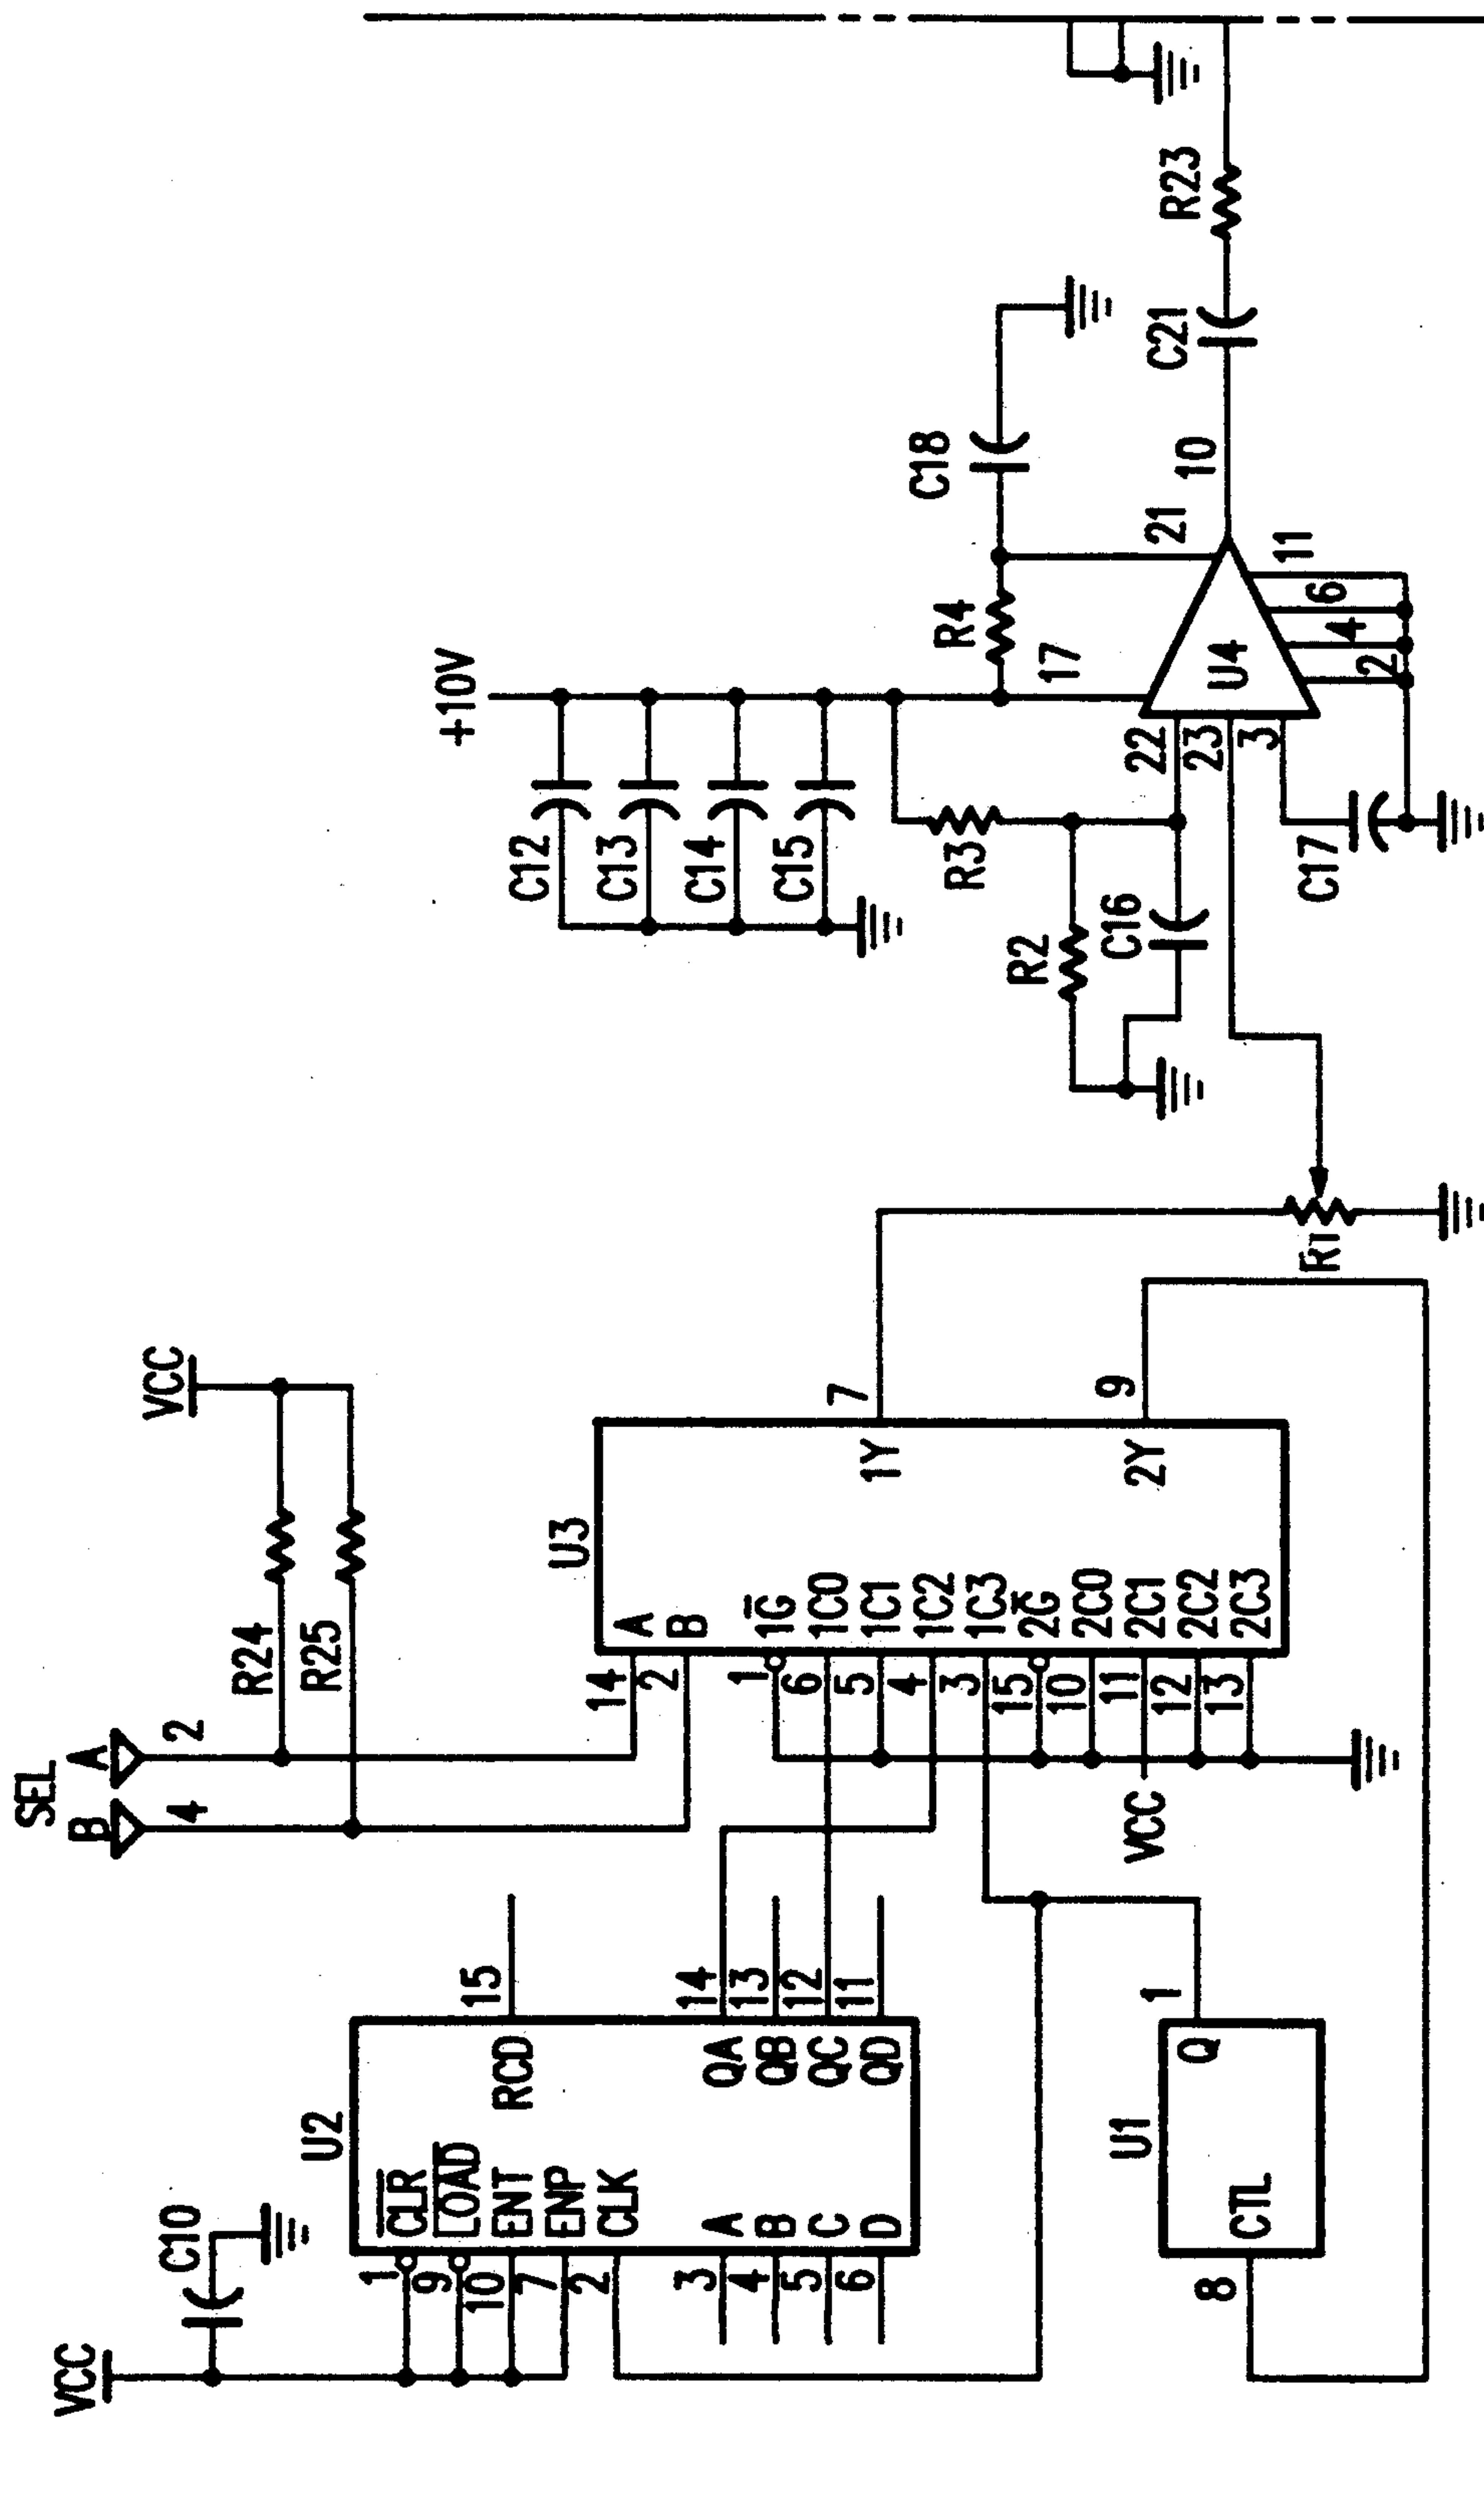 SEL
B
A
4
2
VCC
R24
R25
VCC
C10
U2
CLR
LOAD
ENT
ENP
CLK
A
B
C
D
RCO
QA
QB
QC
QD
1
9
10
7
2
3
4
5
6
15
14
13
12
11
U1
CTL
Q
8
1
U3
A
B
1G
1C0
1C1
1C2
1C3
2G
2C0
2C1
2C2
2C3
1Y
2Y
14
2
1
6
5
4
3
15
10
11
12
13
VCC
7
9
R1
+10V
C12
C13
C14
C15
R3
R2
C16
C17
R4
C18
17
21
22
23
3
U4
2
4
6
11
10
C21
R23